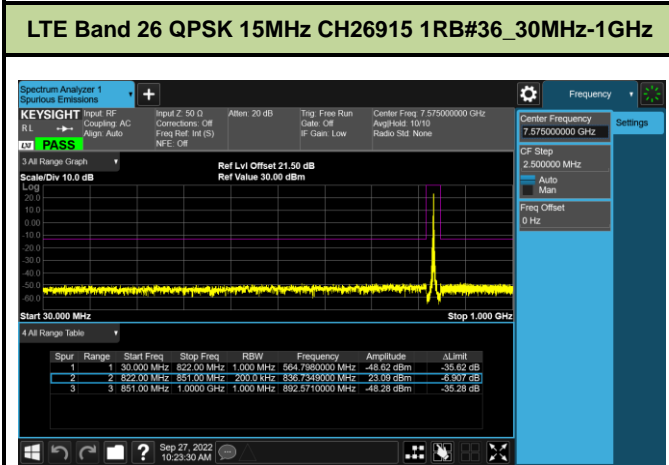 LTE Band 26 QPSK 15MHz CH26915 1RB#36_30MHz-1GHz
Spectrum Analyzer 1
Spurious Emissions
Frequency
KEYSIGHT Input: RF Input Z: 50 Ω Atten: 20 dB Trig: Free Run Center Freq: 7.575000000 GHz
RL Coupling: AC Corrections: Off Gate: Off Avg|Hold: 10/10
Align: Auto Freq Ref: Int (S) IF Gain: Low Radio Std: None
LXI PASS NFE: Off
Center Frequency
7.575000000 GHz
Settings
CF Step
2.500000 MHz
Auto
Man
Freq Offset
0 Hz
3 All Range Graph
Ref Lvl Offset 21.50 dB
Scale/Div 10.0 dB Ref Value 30.00 dBm
Log
20.0
10.0
0.00
-10.0
-20.0
-30.0
-40.0
-50.0
-60.0
Start 30.000 MHz Stop 1.000 GHz
4 All Range Table
Spur Range Start Freq Stop Freq RBW Frequency Amplitude ΔLimit
1 1 30.000 MHz 822.00 MHz 1.000 MHz 564.7980000 MHz -48.62 dBm -35.62 dB
2 2 822.00 MHz 851.00 MHz 200.0 kHz 836.7349000 MHz 23.09 dBm -6.907 dB
3 3 851.00 MHz 1.0000 GHz 1.000 MHz 892.5710000 MHz -48.28 dBm -35.28 dB
Sep 27, 2022
10:23:30 AM